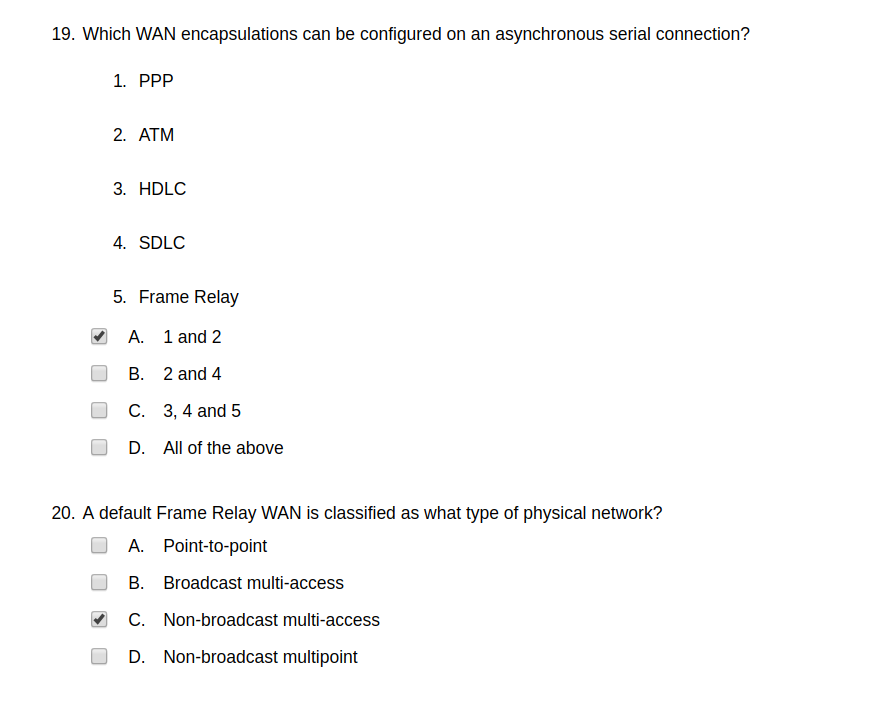 19. Which WAN encapsulations can be configured on an asynchronous serial connection?
1. PPP
2. ATM
3. HDLC
4. SDLC
5. Frame Relay
A. 1 and 2
B. 2 and 4
C. 3, 4 and 5
D. All of the above
20. A default Frame Relay WAN is classified as what type of physical network?
A. Point-to-point
B. Broadcast multi-access
C. Non-broadcast multi-access
D. Non-broadcast multipoint